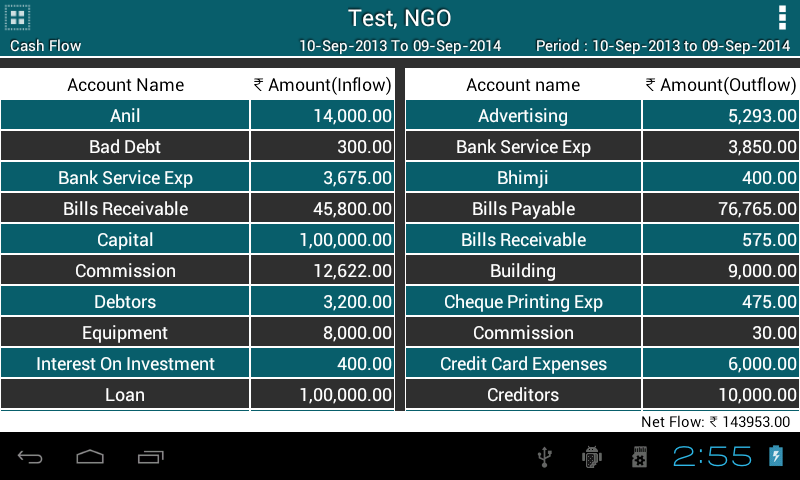 Test, NGO
Cash Flow 10-Sep-2013 To 09-Sep-2014 Period : 10-Sep-2013 to 09-Sep-2014
Account Name ₹ Amount(Inflow) Account name ₹ Amount(Outflow)
Anil 14,000.00 Advertising 5,293.00
Bad Debt 300.00 Bank Service Exp 3,850.00
Bank Service Exp 3,675.00 Bhimji 400.00
Bills Receivable 45,800.00 Bills Payable 76,765.00
Capital 1,00,000.00 Bills Receivable 575.00
Commission 12,622.00 Building 9,000.00
Debtors 3,200.00 Cheque Printing Exp 475.00
Equipment 8,000.00 Commission 30.00
Interest On Investment 400.00 Credit Card Expenses 6,000.00
Loan 1,00,000.00 Creditors 10,000.00
Net Flow: ₹ 143953.00
2:55